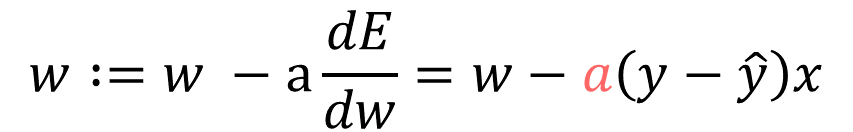 w := w − a dE/dw = w − a(y − ŷ)x